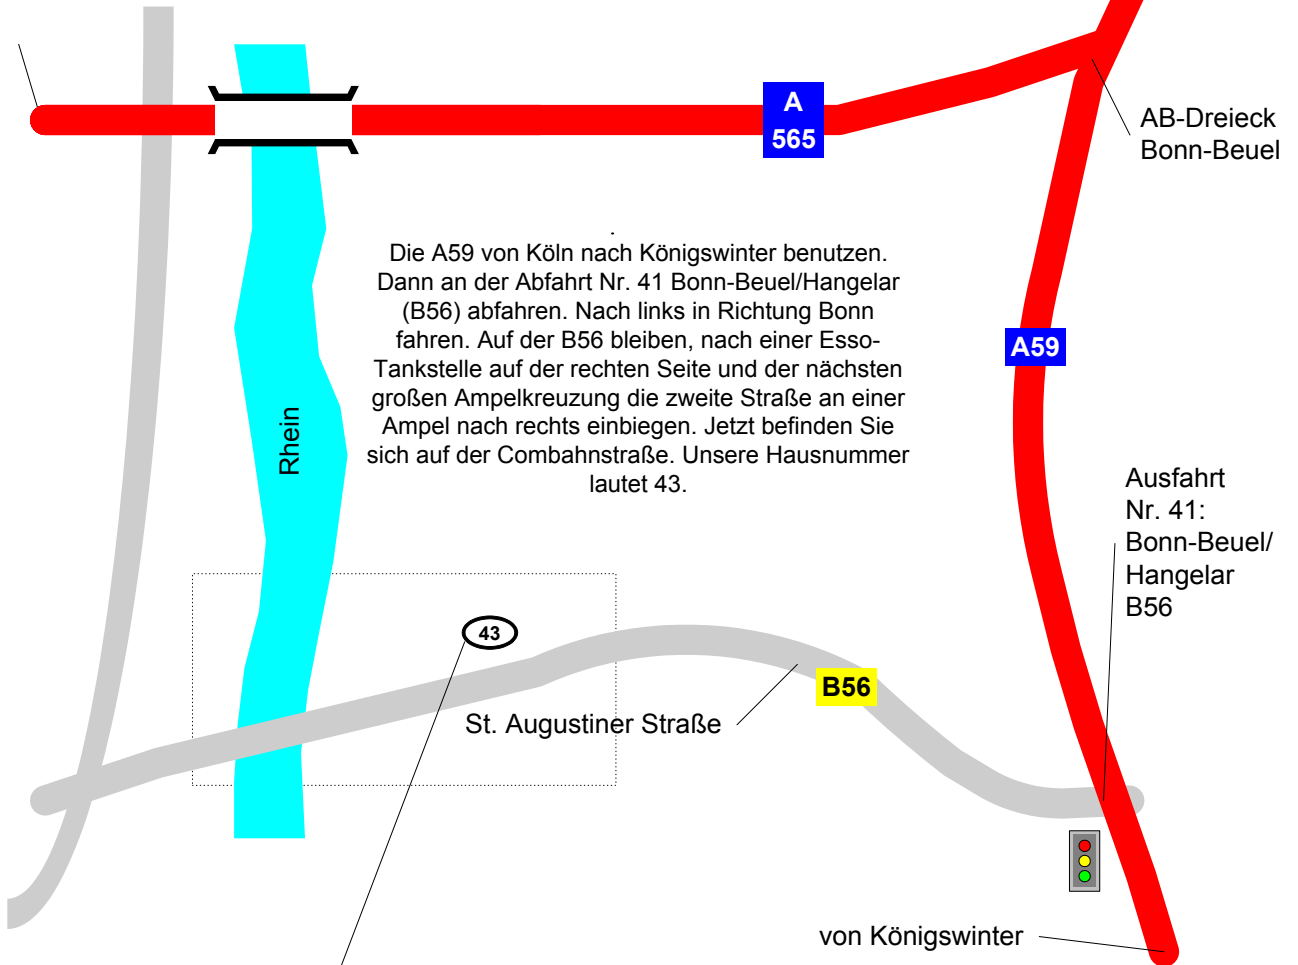 A
565
AB-Dreieck
Bonn-Beuel
.
Die A59 von Köln nach Königswinter benutzen.
Dann an der Abfahrt Nr. 41 Bonn-Beuel/Hangelar
(B56) abfahren. Nach links in Richtung Bonn
fahren. Auf der B56 bleiben, nach einer Esso-
Tankstelle auf der rechten Seite und der nächsten
großen Ampelkreuzung die zweite Straße an einer
Ampel nach rechts einbiegen. Jetzt befinden Sie
sich auf der Combahnstraße. Unsere Hausnummer
lautet 43.
A59
Rhein
Ausfahrt
Nr. 41:
Bonn-Beuel/
Hangelar
B56
43
B56
St. Augustiner Straße
von Königswinter